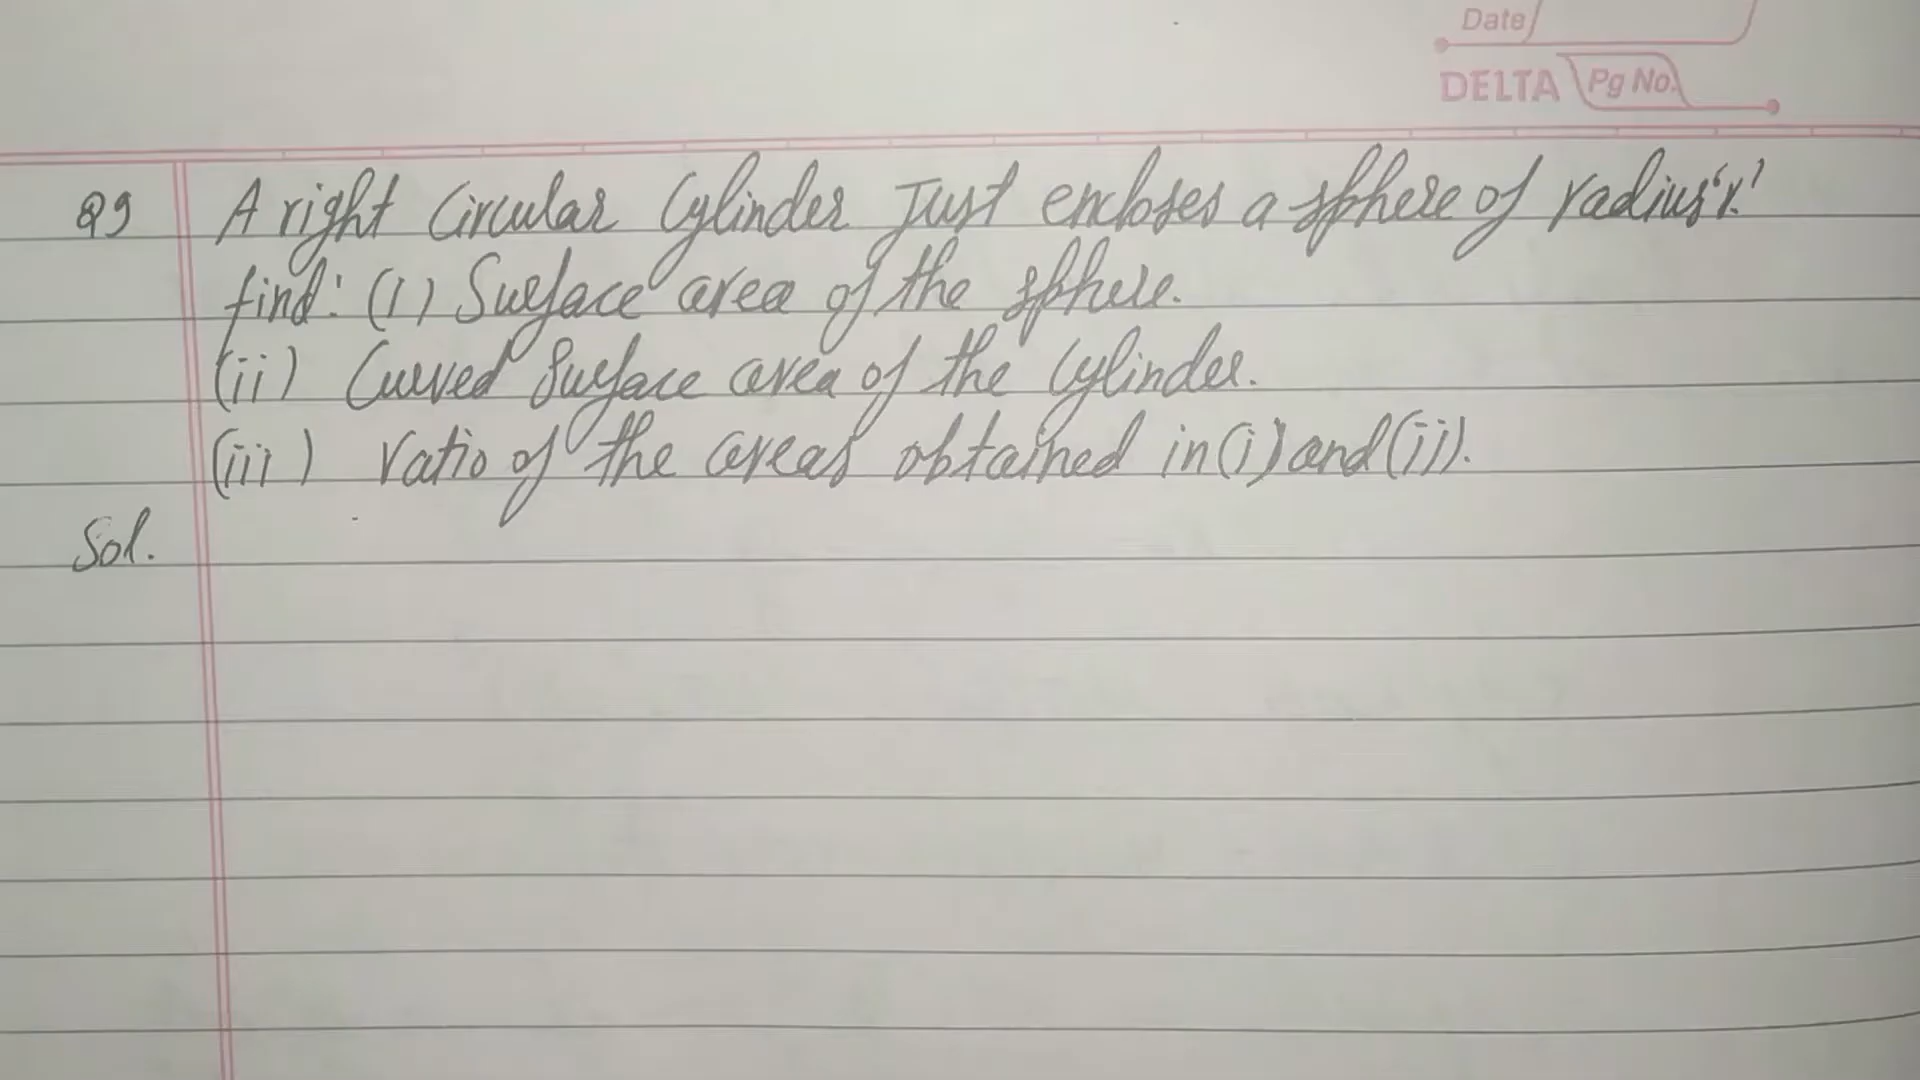 Date
DELTA Pg No.
Q9 A right Circular Cylinder Just encloses a sphere of radius 'r.'
find: (i) Surface area of the sphere.
(ii) Curved Surface area of the Cylinder.
(iii) ratio of the areas obtained in (i) and (ii).
Sol.